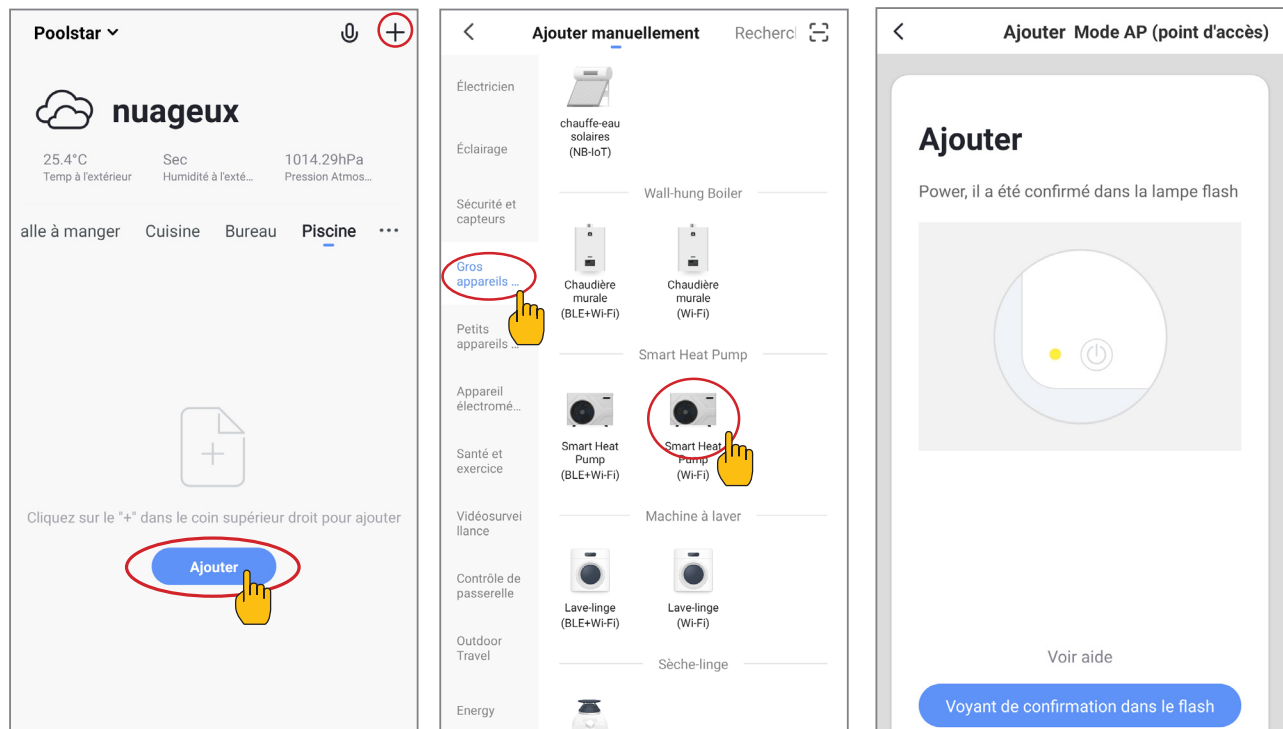 Poolstar
nuageux
25.4°C Sec 1014.29hPa
Temp à l'extérieur Humidité à l'exté... Pression Atmos...
alle à manger Cuisine Bureau Piscine ...
Cliquez sur le "+" dans le coin supérieur droit pour ajouter
Ajouter
Ajouter manuellement Recherc
Électricien
Éclairage
Sécurité et
capteurs
Gros
appareils ...
Petits
appareils ...
Appareil
électromé...
Santé et
exercice
Vidéosurvei
llance
Contrôle de
passerelle
Outdoor
Travel
Energy
chauffe-eau
solaires
(NB-IoT)
Wall-hung Boiler
Chaudière
murale
(BLE+Wi-Fi)
Chaudière
murale
(Wi-Fi)
Smart Heat Pump
Smart Heat
Pump
(BLE+Wi-Fi)
Smart Heat
Pump
(Wi-Fi)
Machine à laver
Lave-linge
(BLE+Wi-Fi)
Lave-linge
(Wi-Fi)
Sèche-linge
Ajouter Mode AP (point d'accès)
Ajouter
Power, il a été confirmé dans la lampe flash
Voir aide
Voyant de confirmation dans le flash